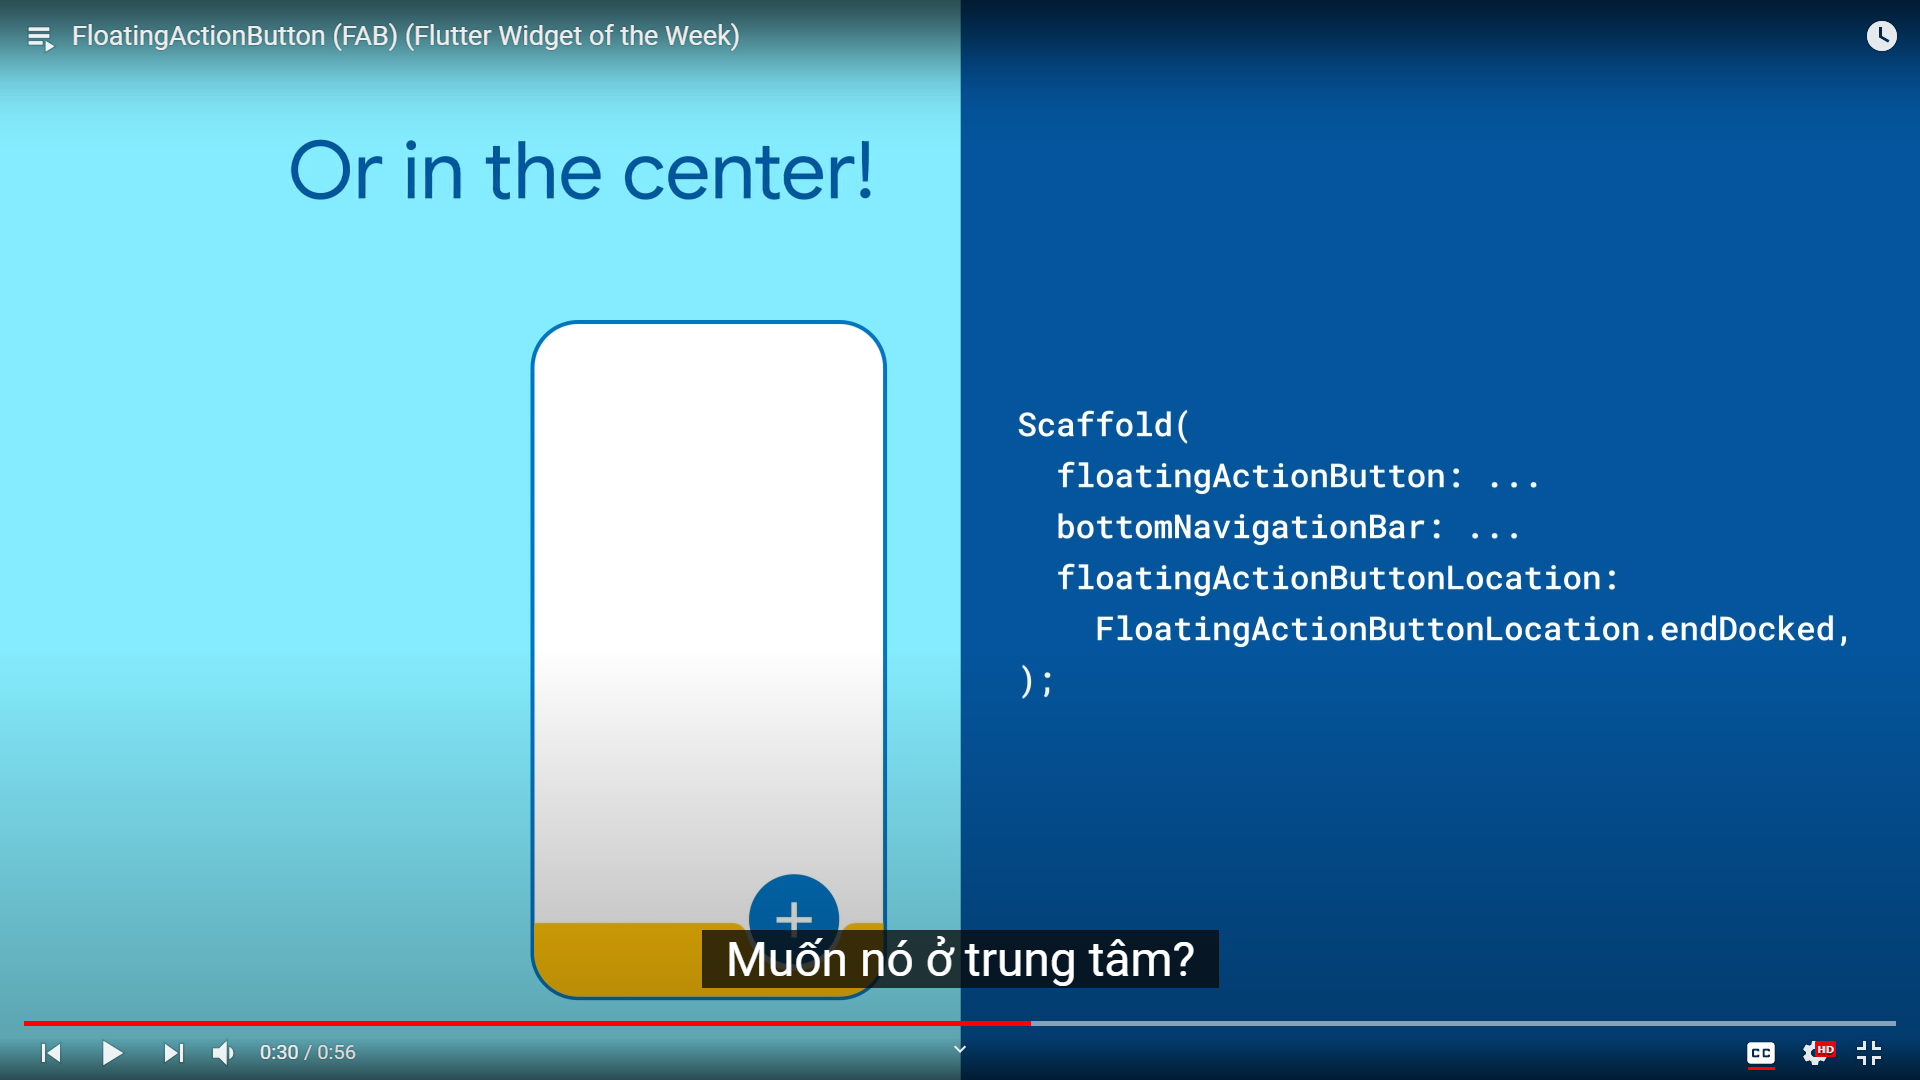 FloatingActionButton (FAB) (Flutter Widget of the Week)
Or in the center!
Scaffold(
floatingActionButton: ...
bottomNavigationBar: ...
floatingActionButtonLocation:
FloatingActionButtonLocation.endDocked,
);
Muốn nó ở trung tâm?
0:30 / 0:56
CC
HD